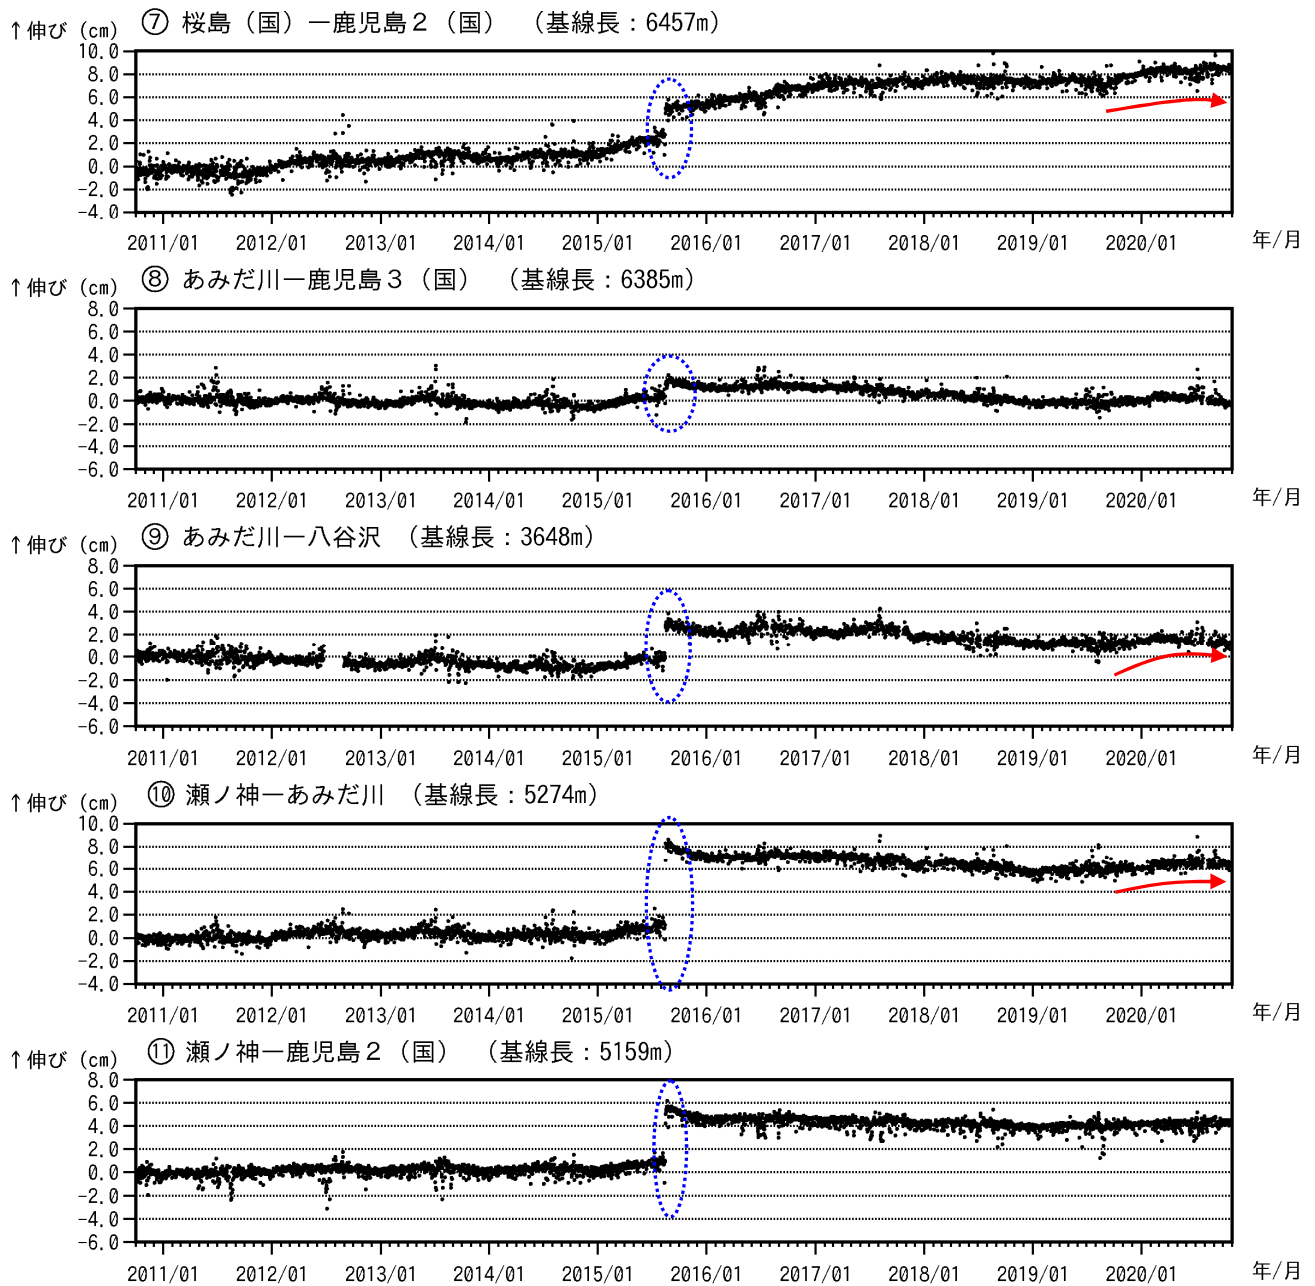 ⑦ 桜島（国）ー鹿児島２（国） （基線長：6457m）
↑伸び（cm）
10.0
8.0
6.0
4.0
2.0
0.0
-2.0
-4.0
2011/01 2012/01 2013/01 2014/01 2015/01 2016/01 2017/01 2018/01 2019/01 2020/01 年/月
⑧ あみだ川ー鹿児島３（国） （基線長：6385m）
↑伸び（cm）
8.0
6.0
4.0
2.0
0.0
-2.0
-4.0
-6.0
2011/01 2012/01 2013/01 2014/01 2015/01 2016/01 2017/01 2018/01 2019/01 2020/01 年/月
⑨ あみだ川ー八谷沢 （基線長：3648m）
↑伸び（cm）
8.0
6.0
4.0
2.0
0.0
-2.0
-4.0
-6.0
2011/01 2012/01 2013/01 2014/01 2015/01 2016/01 2017/01 2018/01 2019/01 2020/01 年/月
⑩ 瀬ノ神ーあみだ川 （基線長：5274m）
↑伸び（cm）
10.0
8.0
6.0
4.0
2.0
0.0
-2.0
-4.0
2011/01 2012/01 2013/01 2014/01 2015/01 2016/01 2017/01 2018/01 2019/01 2020/01 年/月
⑪ 瀬ノ神ー鹿児島２（国） （基線長：5159m）
↑伸び（cm）
8.0
6.0
4.0
2.0
0.0
-2.0
-4.0
-6.0
2011/01 2012/01 2013/01 2014/01 2015/01 2016/01 2017/01 2018/01 2019/01 2020/01 年/月